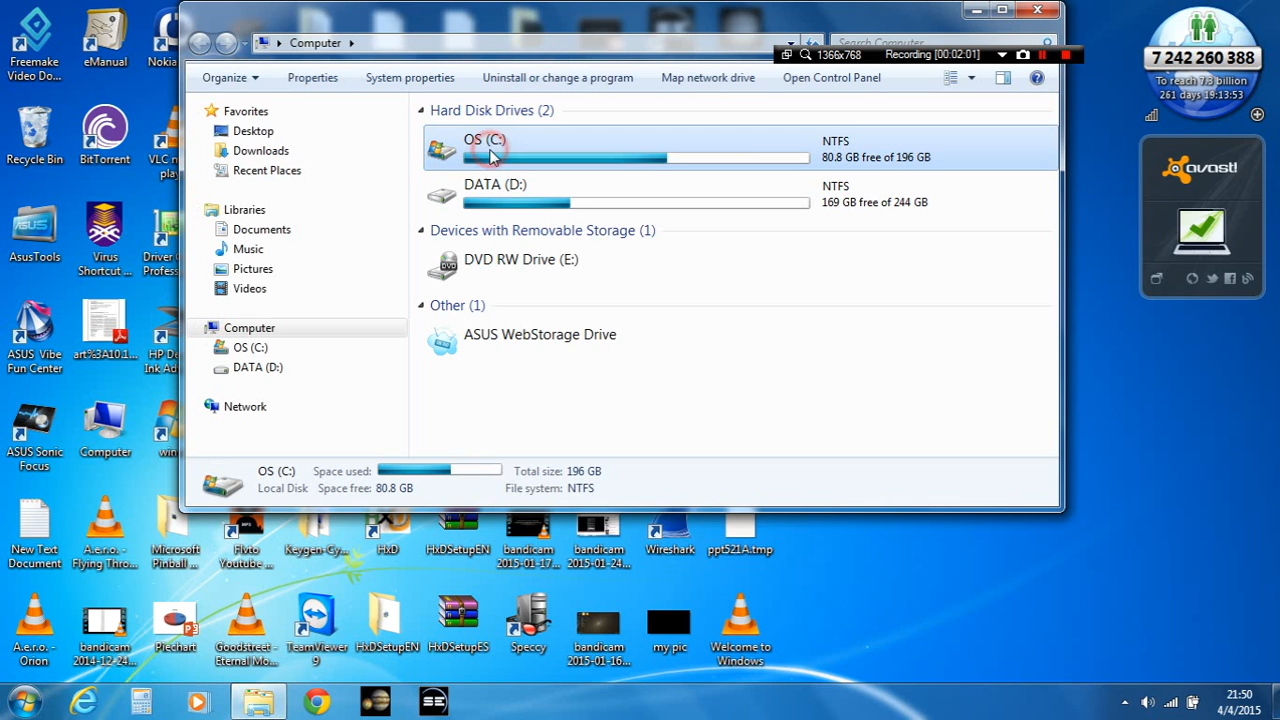 Computer
Search Computer
1366x768
Recording [00:02:01]
Organize
Properties
System properties
Uninstall or change a program
Map network drive
Open Control Panel
Favorites
Desktop
Downloads
Recent Places
Libraries
Documents
Music
Pictures
Videos
Computer
OS (C:)
DATA (D:)
Network
Hard Disk Drives (2)
OS (C:)
NTFS
80.8 GB free of 196 GB
DATA (D:)
NTFS
169 GB free of 244 GB
Devices with Removable Storage (1)
DVD RW Drive (E:)
Other (1)
ASUS WebStorage Drive
OS (C:) Space used: Total size: 196 GB
Local Disk Space free: 80.8 GB File system: NTFS
7 242 260 388
To reach 7.3 billion
261 days 19:13:53
avast!
Freemake
Video Do...
eManual
Nokia
Recycle Bin
BitTorrent
VLC
play
AsusTools
Virus
Shortcut ...
Driver
Profess
ASUS Vibe
Fun Center
art%3A10.1...
HP De
Ink Ad
ASUS Sonic
Focus
Computer
win
New Text
Document
A.e.r.o. -
Flying Thro...
Microsoft
Pinball ...
Flvto
Youtube ...
Keygen-Cy...
HxD
HxDSetupEN
bandicam
2015-01-17...
bandicam
2015-01-24...
Wireshark
ppt521A.tmp
A.e.r.o. -
Orion
bandicam
2014-12-24...
Piechart
Goodstreet -
Eternal Mo...
TeamViewer
9
HxDSetupEN
HxDSetupES
Speccy
bandicam
2015-01-16...
my pic
Welcome to
Windows
21:50
4/4/2015